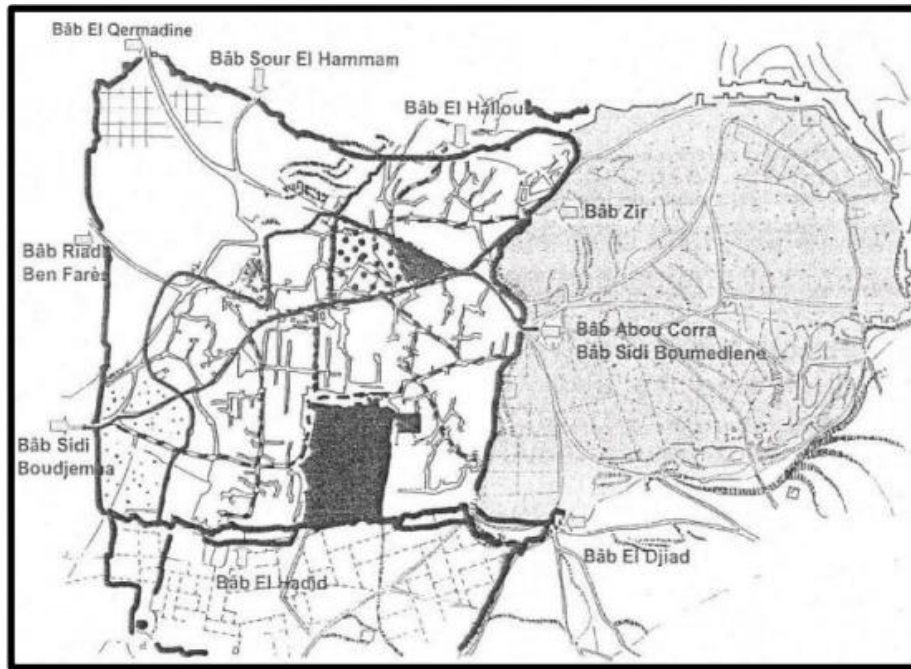 Bâb El Qermadine
Bâb Sour El Hammam
Bâb El Hallou
Bâb Zir
Bâb Riad
Ben Farès
Bâb Abou Corra
Bâb Sidi Boumediene
Bâb Sidi
Boudjemaa
Bâb El Djiad
Bâb El Hadid